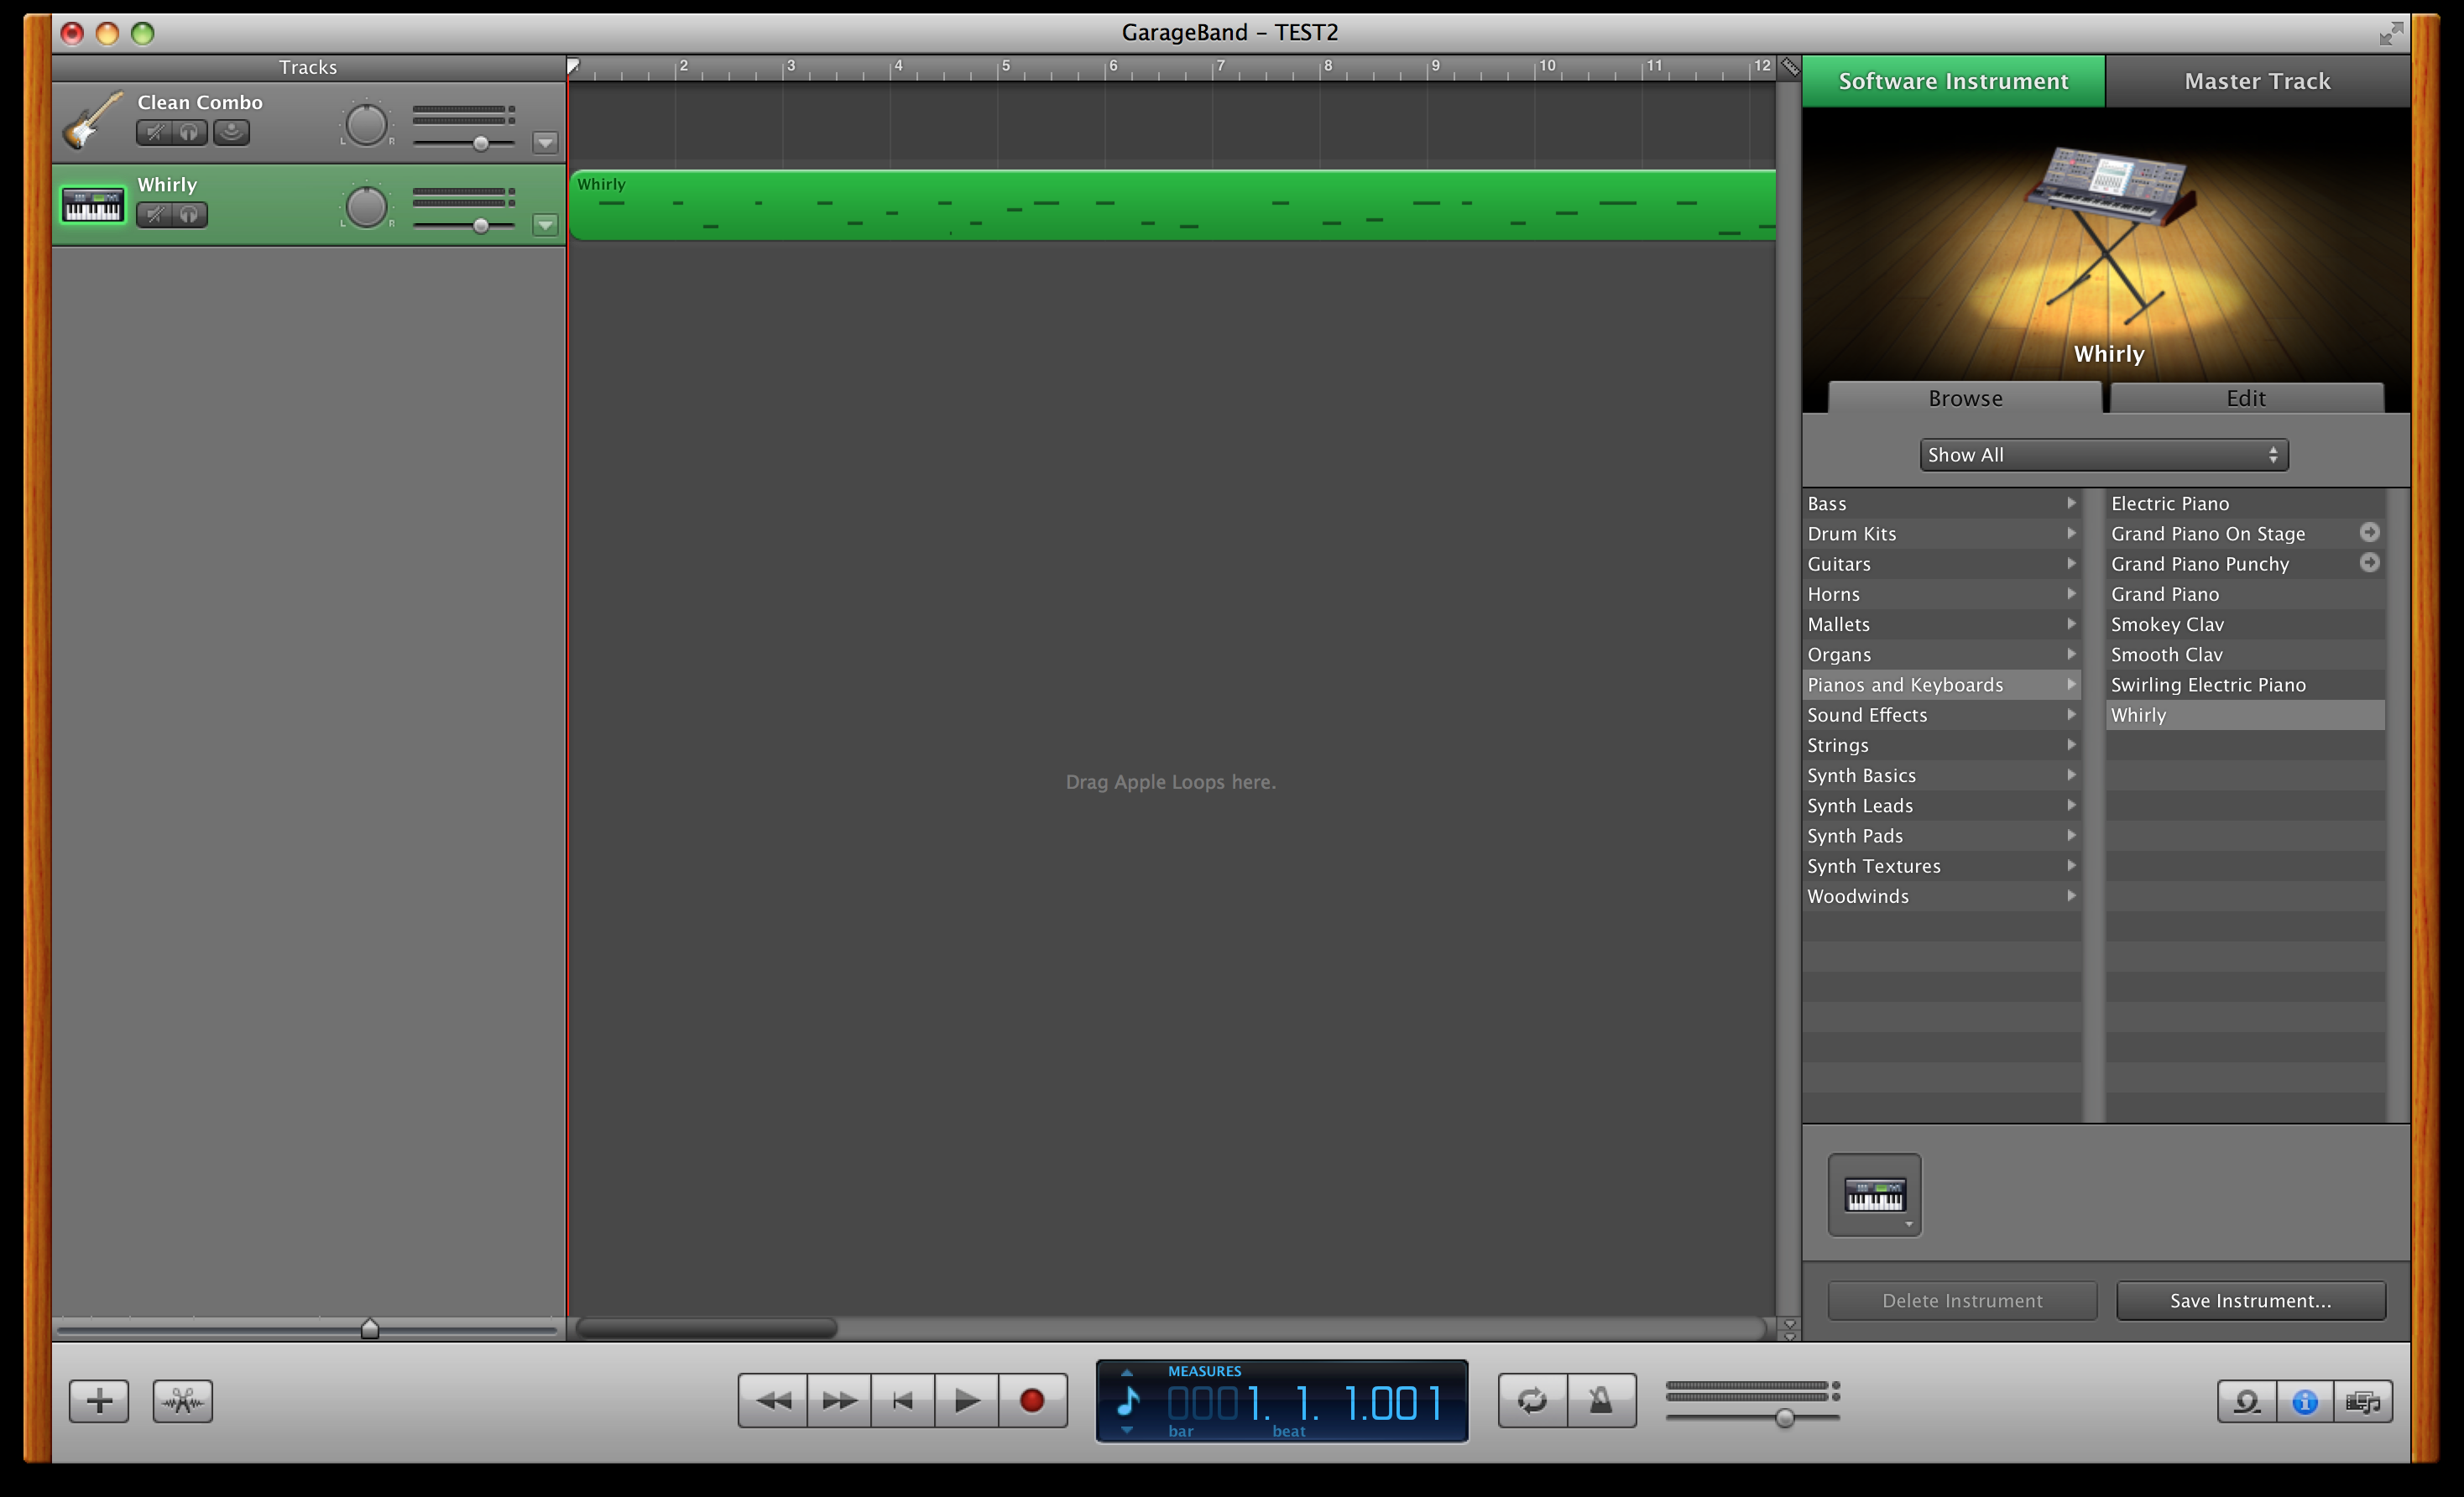 GarageBand – TEST2
Tracks
2 3 4 5 6 7 8 9 10 11 12
Software Instrument
Master Track
Clean Combo
L R
Whirly
L R
Whirly
Whirly
Browse
Edit
Show All
Bass
Drum Kits
Guitars
Horns
Mallets
Organs
Pianos and Keyboards
Sound Effects
Strings
Synth Basics
Synth Leads
Synth Pads
Synth Textures
Woodwinds
Electric Piano
Grand Piano On Stage
Grand Piano Punchy
Grand Piano
Smokey Clav
Smooth Clav
Swirling Electric Piano
Whirly
Drag Apple Loops here.
Delete Instrument
Save Instrument...
MEASURES
0001. 1. 1.001
bar beat